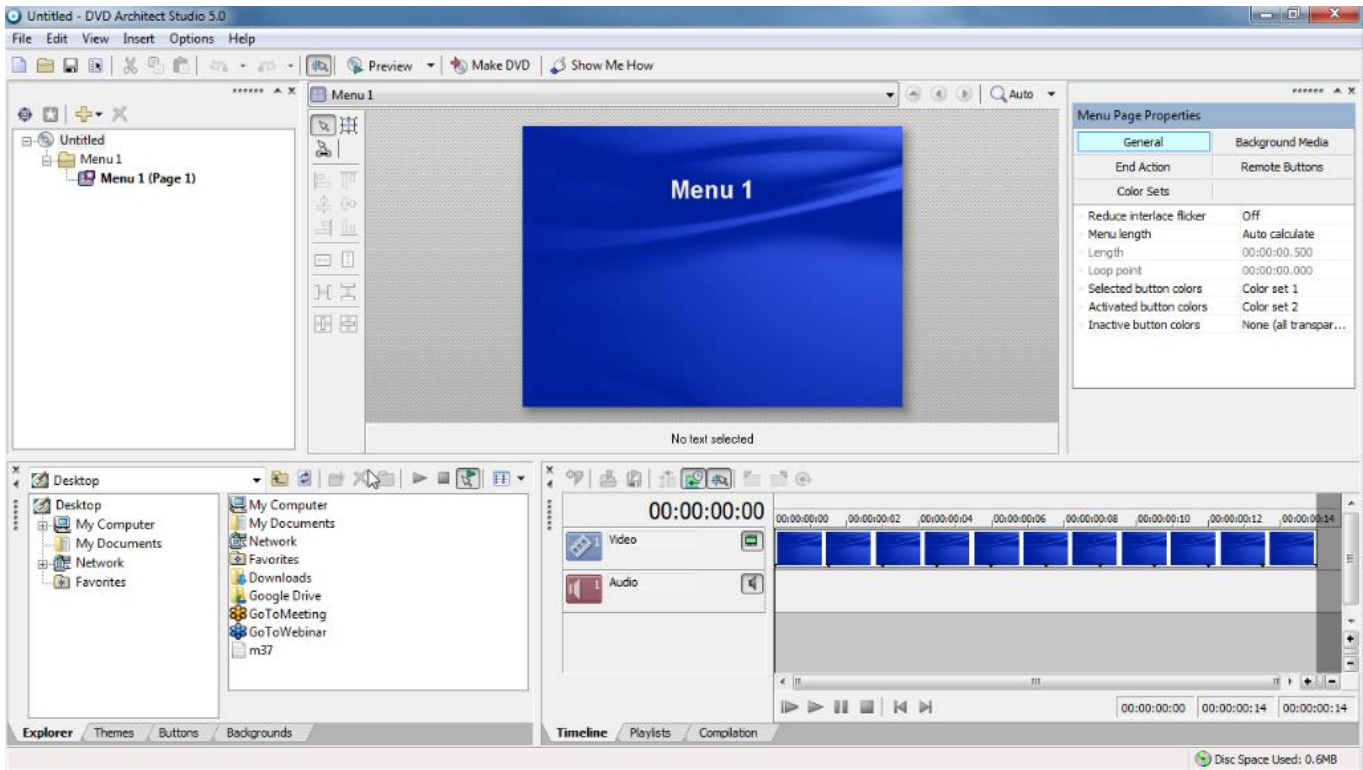 Untitled - DVD Architect Studio 5.0
File Edit View Insert Options Help
Preview Make DVD Show Me How
Menu 1
Auto
Untitled
Menu 1
Menu 1 (Page 1)
Menu 1
No text selected
Menu Page Properties
General Background Media
End Action Remote Buttons
Color Sets
Reduce interlace flicker Off
Menu length Auto calculate
Length 00:00:00.500
Loop point 00:00:00.000
Selected button colors Color set 1
Activated button colors Color set 2
Inactive button colors None (all transpar...
Desktop
Desktop
My Computer
My Documents
Network
Favorites
My Computer
My Documents
Network
Favorites
Downloads
Google Drive
GoToMeeting
GoToWebinar
m37
Explorer Themes Buttons Backgrounds
00:00:00:00
00:00:00:00 00:00:00:02 00:00:00:04 00:00:00:06 00:00:00:08 00:00:00:10 00:00:00:12 00:00:00:14
1 Video
1 Audio
00:00:00:00 00:00:00:14 00:00:00:14
Timeline Playlists Compilation
Disc Space Used: 0.6MB